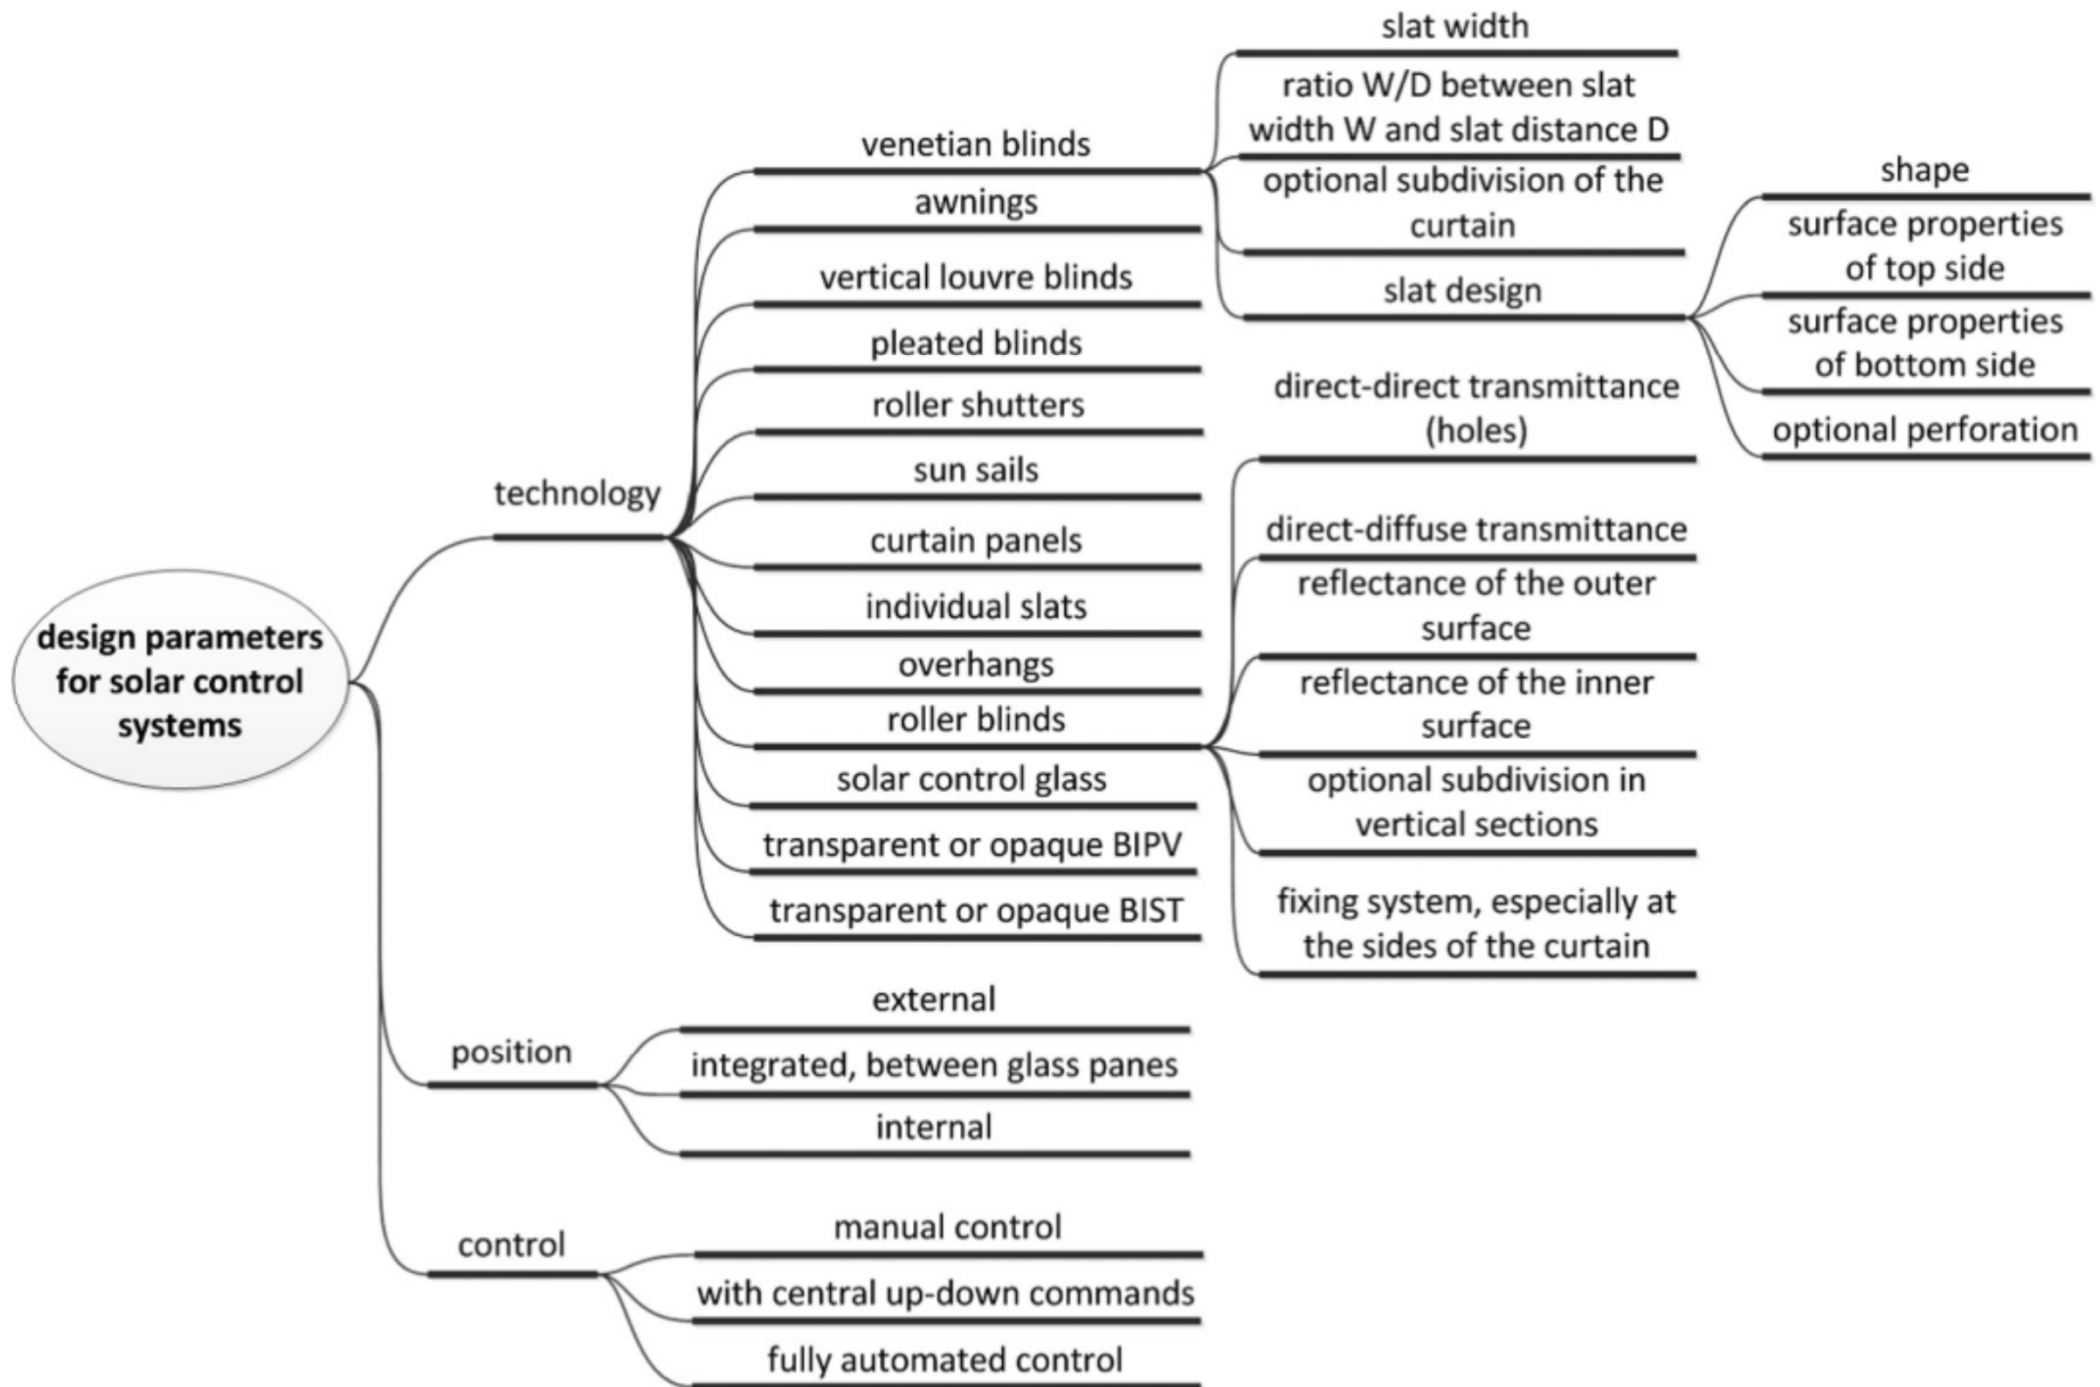 design parameters
for solar control
systems
technology
venetian blinds
slat width
ratio W/D between slat
width W and slat distance D
optional subdivision of the
curtain
slat design
shape
surface properties
of top side
surface properties
of bottom side
optional perforation
awnings
vertical louvre blinds
pleated blinds
roller shutters
sun sails
curtain panels
individual slats
overhangs
roller blinds
direct-direct transmittance
(holes)
direct-diffuse transmittance
reflectance of the outer
surface
reflectance of the inner
surface
optional subdivision in
vertical sections
fixing system, especially at
the sides of the curtain
solar control glass
transparent or opaque BIPV
transparent or opaque BIST
position
external
integrated, between glass panes
internal
control
manual control
with central up-down commands
fully automated control